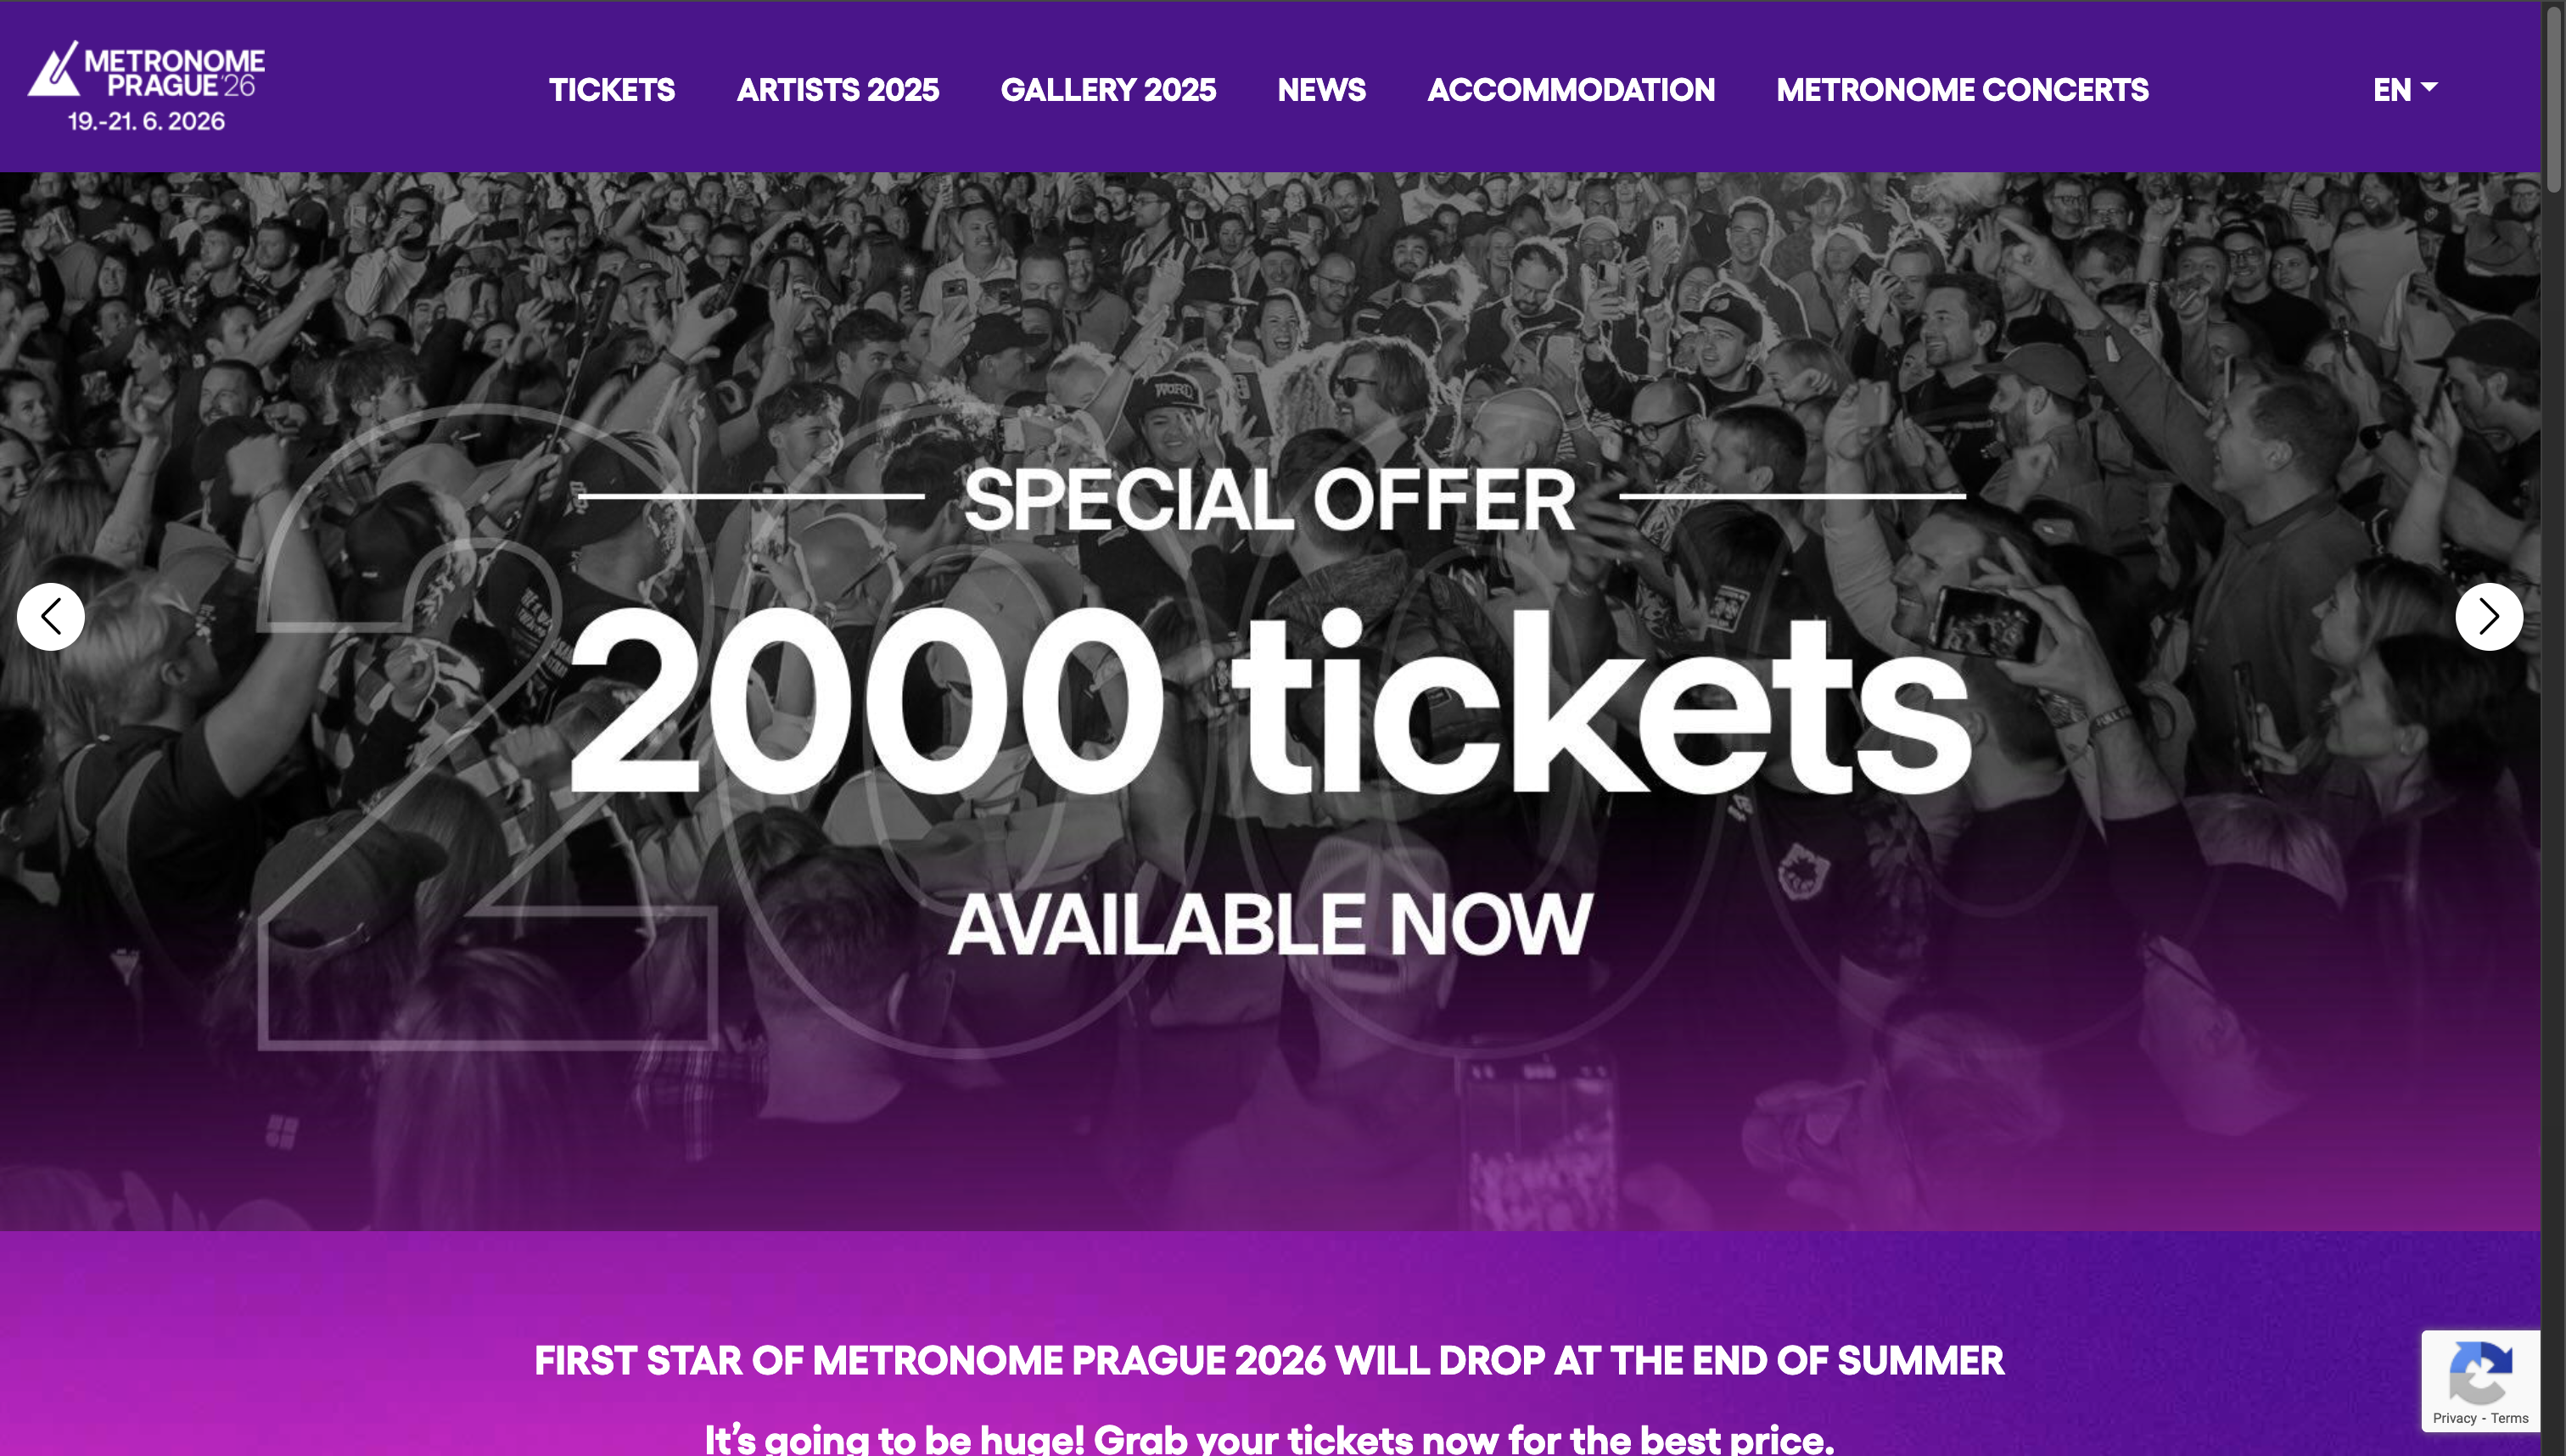 METRONOME
PRAGUE'26
19.-21. 6. 2026
TICKETS
ARTISTS 2025
GALLERY 2025
NEWS
ACCOMMODATION
METRONOME CONCERTS
EN
WORD
SPECIAL OFFER
2000
2000 tickets
AVAILABLE NOW
FIRST STAR OF METRONOME PRAGUE 2026 WILL DROP AT THE END OF SUMMER
It's going to be huge! Grab your tickets now for the best price.
Privacy - Terms